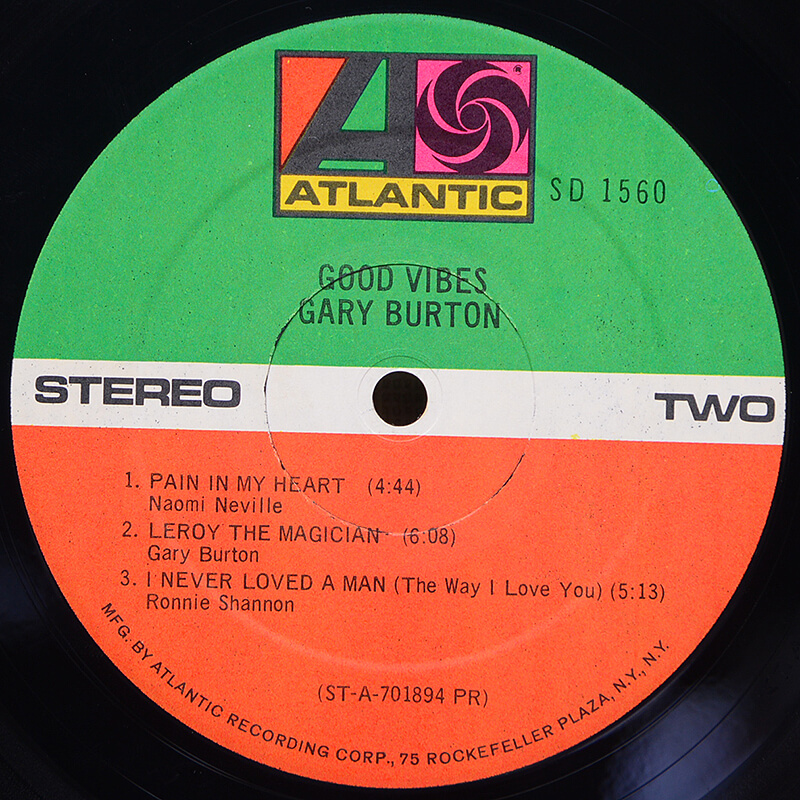 ATLANTIC
®
SD 1560
GOOD VIBES
GARY BURTON
STEREO
TWO
1. PAIN IN MY HEART (4:44)
Naomi Neville
2. LEROY THE MAGICIAN (6:08)
Gary Burton
3. I NEVER LOVED A MAN (The Way I Love You) (5:13)
Ronnie Shannon
(ST-A-701894 PR)
MFG. BY ATLANTIC RECORDING CORP., 75 ROCKEFELLER PLAZA, N.Y., N.Y.